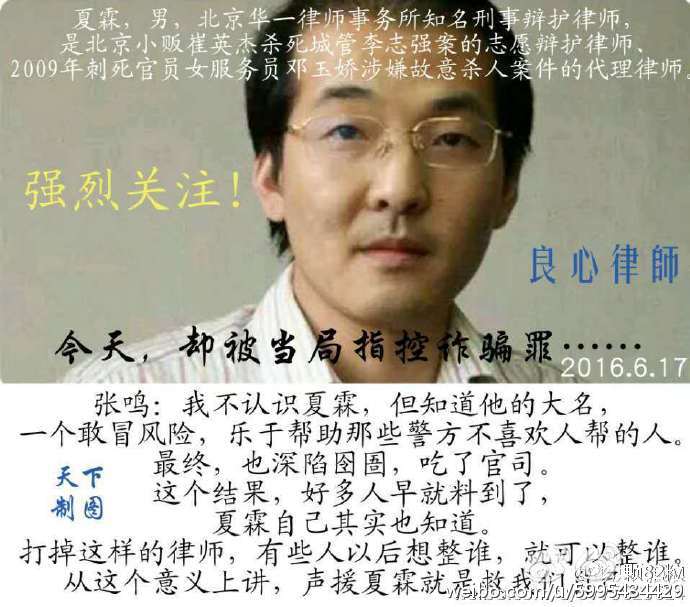 夏霖，男，北京华一律师事务所知名刑事辩护律师，
是北京小贩崔英杰杀死城管李志强案的志愿辩护律师、
2009年刺死官员女服务员邓玉娇涉嫌故意杀人案件的代理律师。
强烈关注！
良心律師
今天，却被当局指控诈骗罪……
2016.6.17
张鸣：我不认识夏霖，但知道他的大名，
一个敢冒风险，乐于帮助那些警方不喜欢人帮的人。
最终，也深陷囹圄，吃了官司。
天下
制图
这个结果，好多人早就料到了，
夏霖自己其实也知道。
打掉这样的律师，有些人以后想整谁，就可以整谁。
从这个意义上讲，声援夏霖就是救我们
weibo.com/u/5995434420